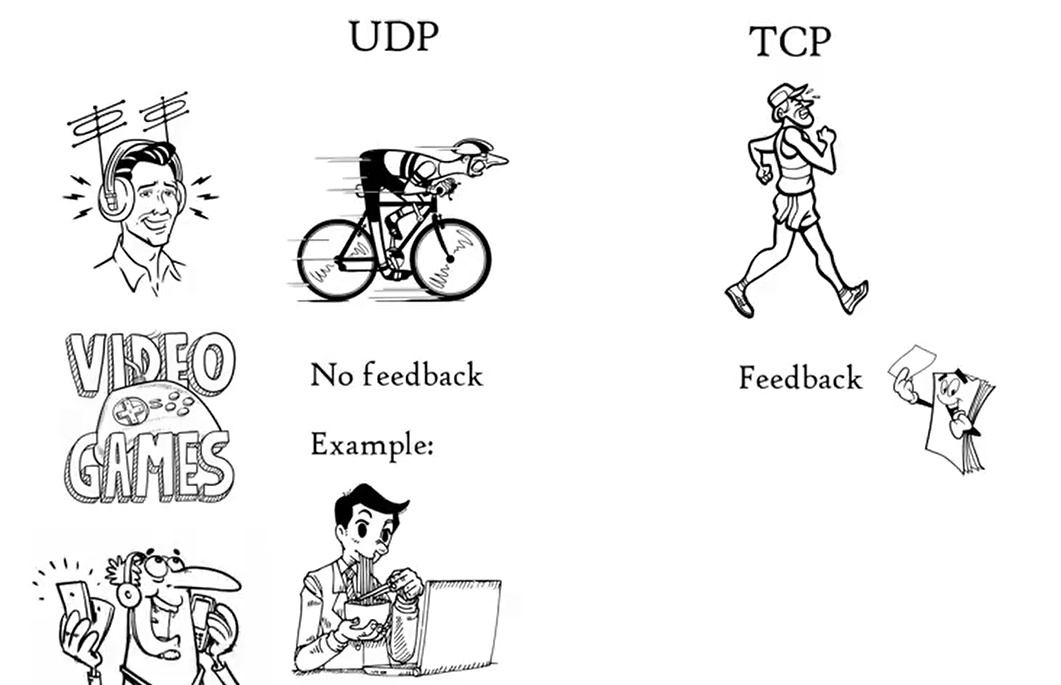 UDP
TCP
VIDEO
GAMES
No feedback
Example:
Feedback